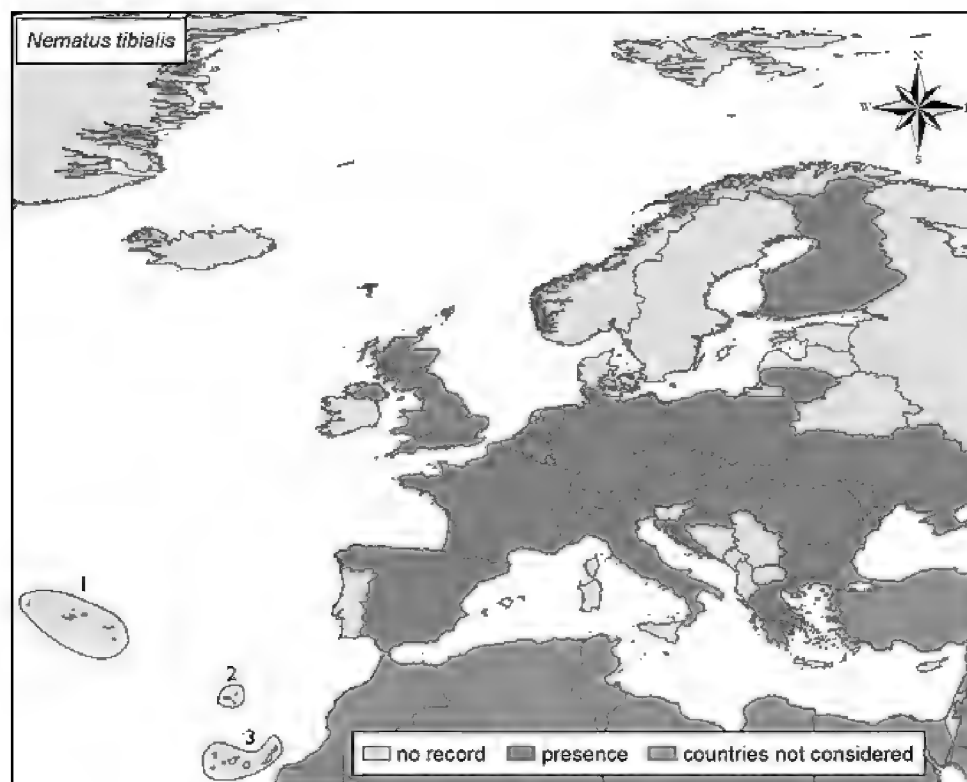 Nematus tibialis
N
W E
S
1
2
3
no record presence countries not considered